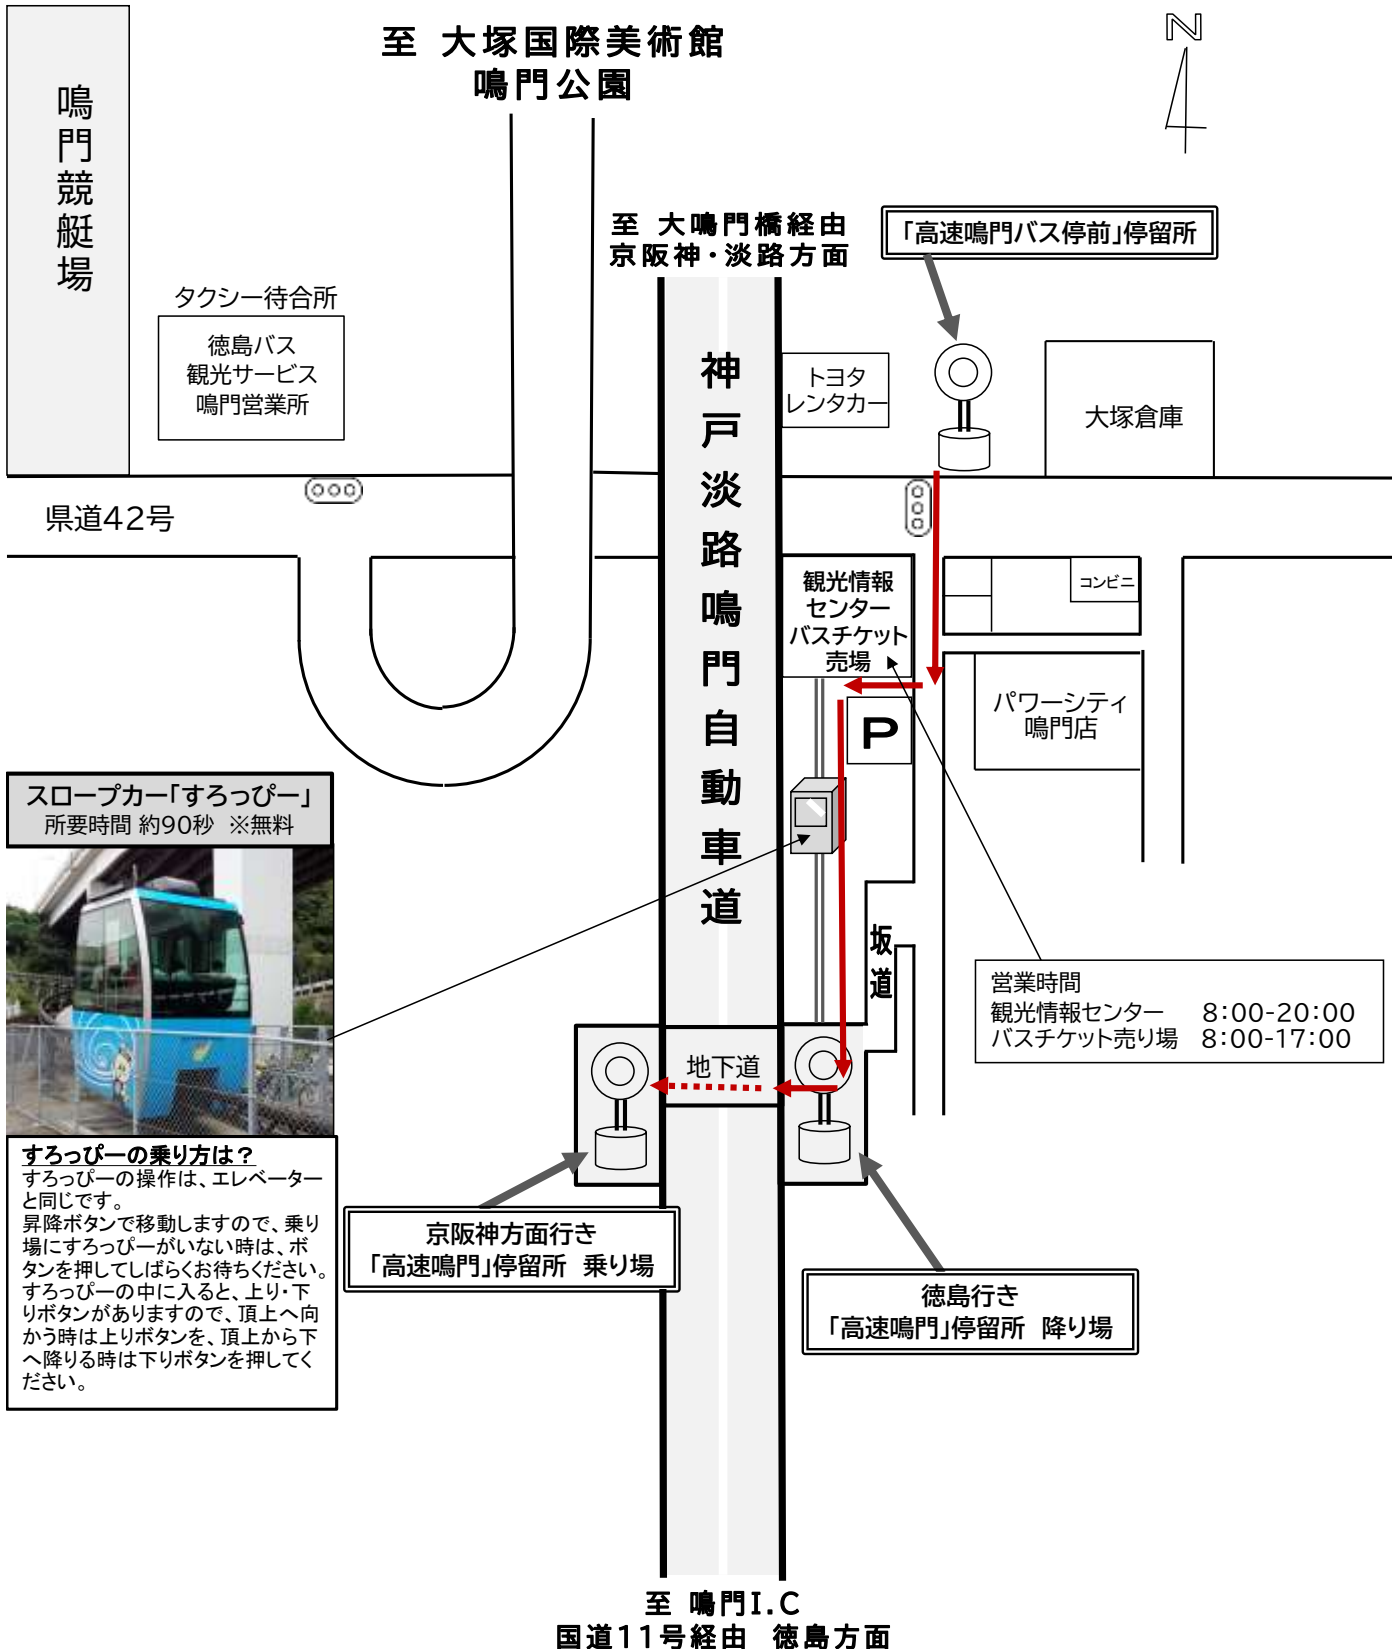 至 大塚国際美術館
鳴門公園
N
鳴門競艇場
至 大鳴門橋経由
京阪神・淡路方面
「高速鳴門バス停前」停留所
タクシー待合所
徳島バス
観光サービス
鳴門営業所
神戸淡路鳴門自動車道
トヨタ
レンタカー
大塚倉庫
県道42号
観光情報
センター
バスチケット
売場
コンビニ
パワーシティ
鳴門店
P
スロープカー「すろっぴー」
所要時間 約90秒 ※無料
坂道
営業時間
観光情報センター 8:00-20:00
バスチケット売り場 8:00-17:00
地下道
すろっぴーの乗り方は？
すろっぴーの操作は、エレベーター
と同じです。
昇降ボタンで移動しますので、乗り
場にすろっぴーがいない時は、ボ
タンを押してしばらくお待ちください。
すろっぴーの中に入ると、上り・下
りボタンがありますので、頂上へ向
かう時は上りボタンを、頂上から下
へ降りる時は下りボタンを押してく
ださい。
京阪神方面行き
「高速鳴門」停留所 乗り場
徳島行き
「高速鳴門」停留所 降り場
至 鳴門I.C
国道11号経由 徳島方面